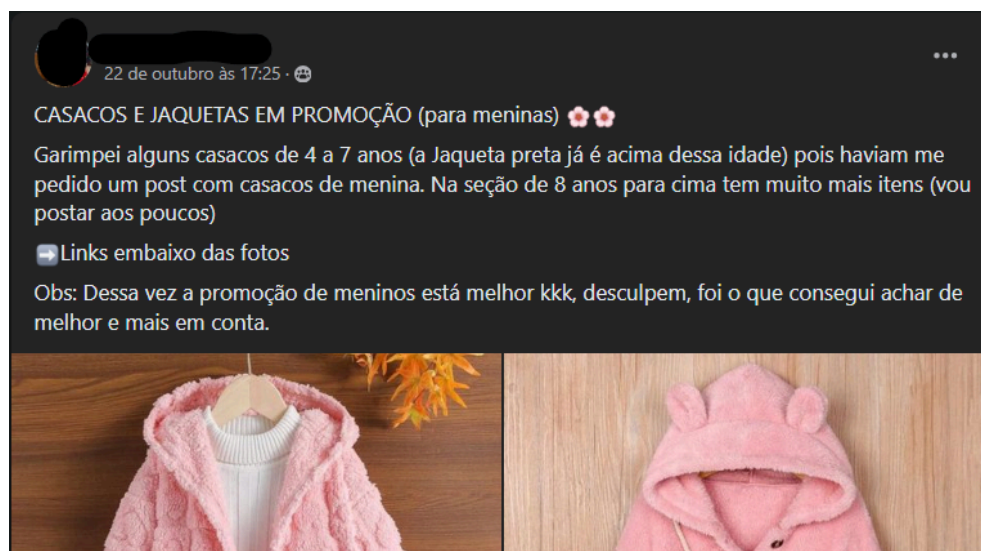 22 de outubro às 17:25 ·
CASACOS E JAQUETAS EM PROMOÇÃO (para meninas) 🌸🌸
Garimpei alguns casacos de 4 a 7 anos (a Jaqueta preta já é acima dessa idade) pois haviam me
pedido um post com casacos de menina. Na seção de 8 anos para cima tem muito mais itens (vou
postar aos poucos)
➡️Links embaixo das fotos
Obs: Dessa vez a promoção de meninos está melhor kkk, desculpem, foi o que consegui achar de
melhor e mais em conta.